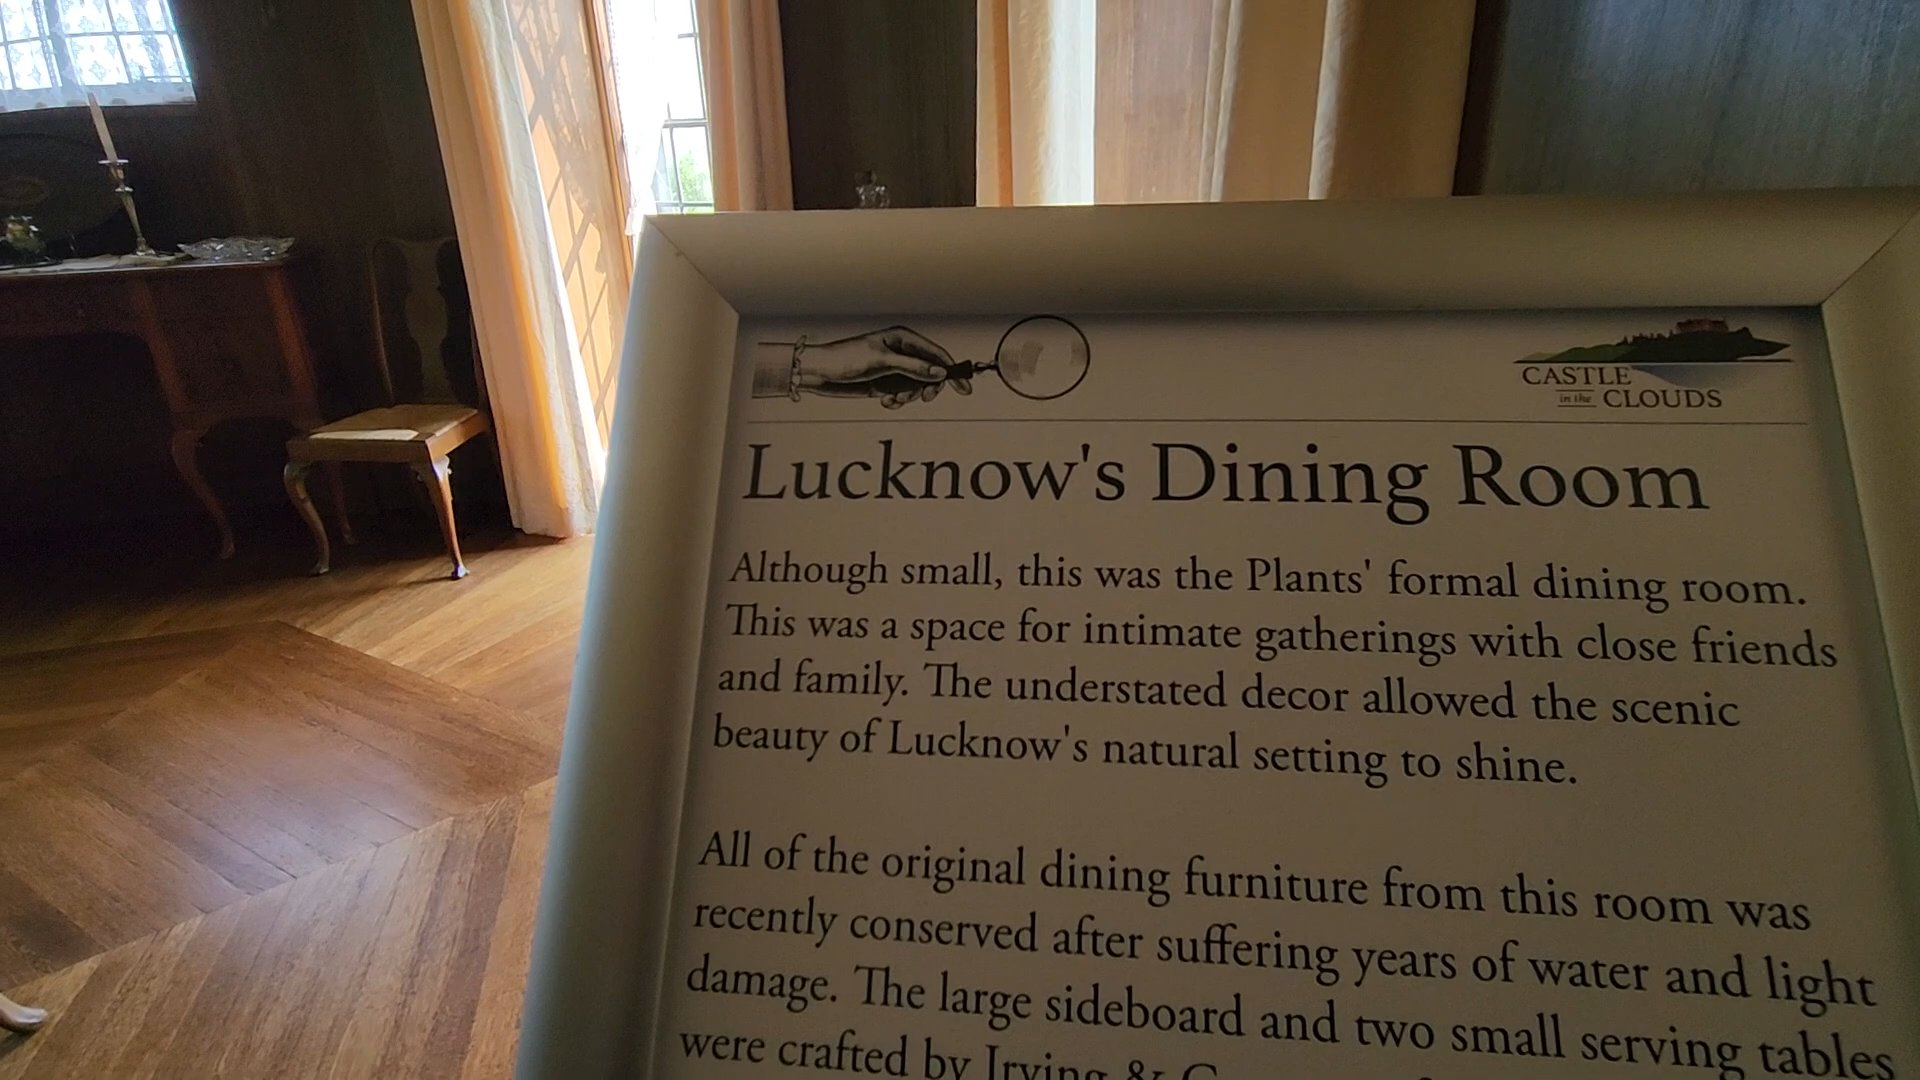 CASTLE
in the CLOUDS
Lucknow's Dining Room
Although small, this was the Plants' formal dining room.
This was a space for intimate gatherings with close friends
and family. The understated decor allowed the scenic
beauty of Lucknow's natural setting to shine.
All of the original dining furniture from this room was
recently conserved after suffering years of water and light
damage. The large sideboard and two small serving tables
were crafted by Irving &